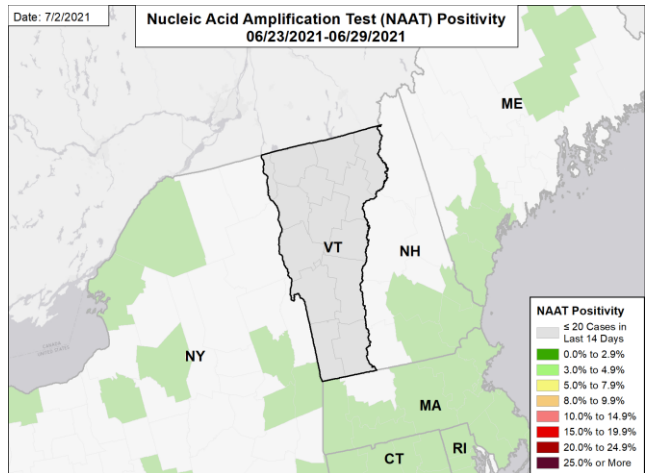 Date: 7/2/2021
Nucleic Acid Amplification Test (NAAT) Positivity
06/23/2021-06/29/2021
ME
VT
NH
NY
MA
CT
RI
NAAT Positivity
≤ 20 Cases in
Last 14 Days
0.0% to 2.9%
3.0% to 4.9%
5.0% to 7.9%
8.0% to 9.9%
10.0% to 14.9%
15.0% to 19.9%
20.0% to 24.9%
25.0% or More